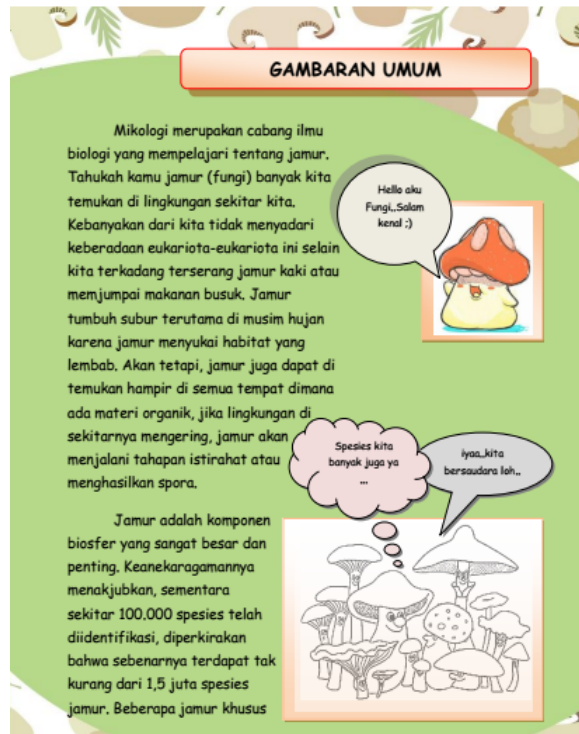 GAMBARAN UMUM
Mikologi merupakan cabang ilmu
biologi yang mempelajari tentang jamur.
Tahukah kamu jamur (fungi) banyak kita
temukan di lingkungan sekitar kita.
Kebanyakan dari kita tidak menyadari
keberadaan eukariota-eukariota ini selain
kita terkadang terserang jamur kaki atau
menjumpai makanan busuk. Jamur
tumbuh subur terutama di musim hujan
karena jamur menyukai habitat yang
lembab. Akan tetapi, jamur juga dapat di
temukan hampir di semua tempat dimana
ada materi organik, jika lingkungan di
sekitarnya mengering, jamur akan
menjalani tahapan istirahat atau
menghasilkan spora.
Hello aku
Fungi,,Salam
kenal ;)
Spesies kita
banyak juga ya
...
iyaa,,kita
bersaudara loh,,
Jamur adalah komponen
biosfer yang sangat besar dan
penting. Keanekaragamannya
menakjubkan, sementara
sekitar 100.000 spesies telah
diidentifikasi, diperkirakan
bahwa sebenarnya terdapat tak
kurang dari 1,5 juta spesies
jamur. Beberapa jamur khusus